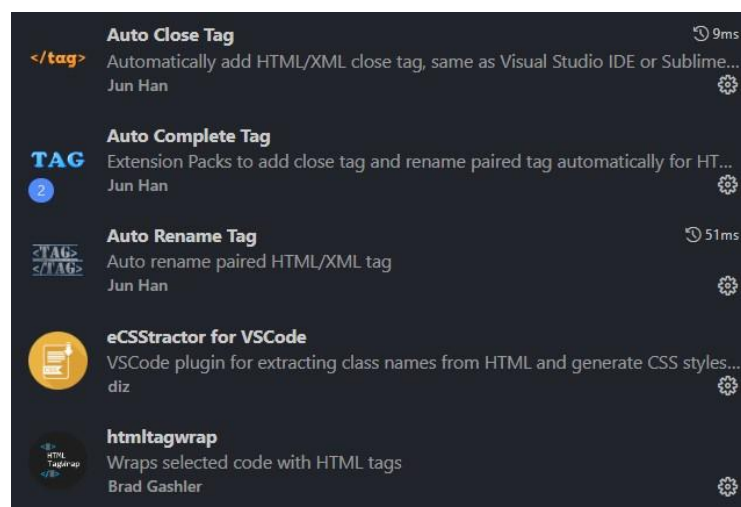 Auto Close Tag 9ms
</tag> Automatically add HTML/XML close tag, same as Visual Studio IDE or Sublime...
Jun Han
Auto Complete Tag
TAG Extension Packs to add close tag and rename paired tag automatically for HT...
2 Jun Han
Auto Rename Tag 51ms
<TAG>
</TAG> Auto rename paired HTML/XML tag
Jun Han
eCSStractor for VSCode
VSCode plugin for extracting class names from HTML and generate CSS styles...
diz
htmltagwrap
HTML
TagWrap Wraps selected code with HTML tags
Brad Gashler